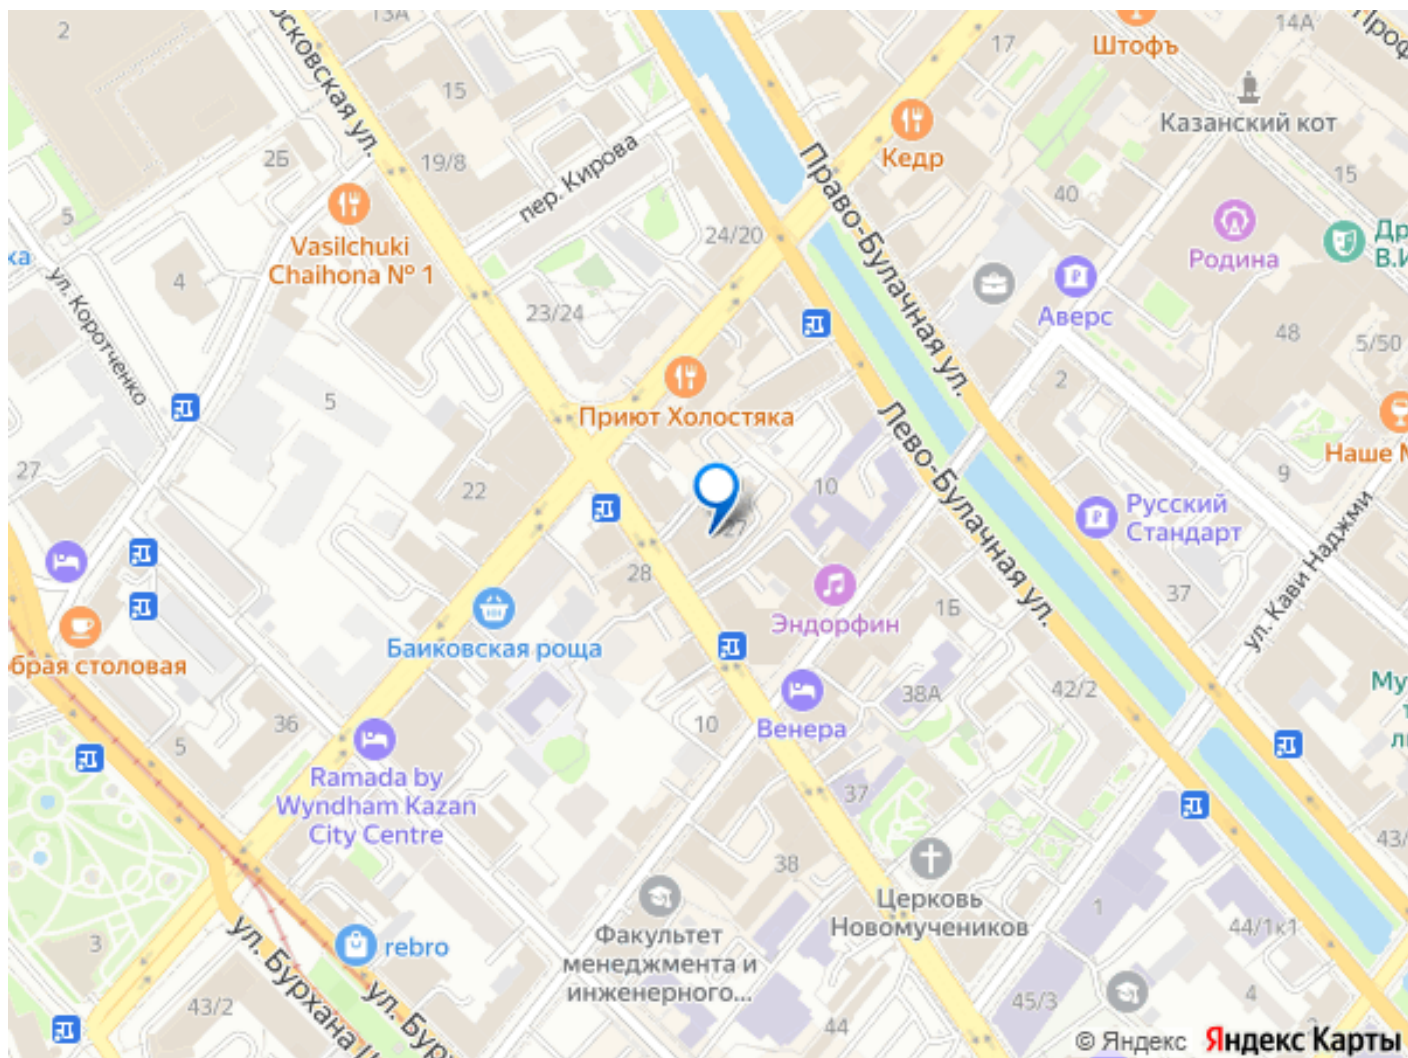 2
13А
Московская ул.
15
2Б
19/8
пер. Кирова
5
Vasilchuki
Chaihona № 1
4
ул. Коротченко
23/24
24/20
17
Штофъ
14А
Казанский кот
Кедр
40
15
Право-Булачная ул.
Родина
Аверс
48
5/50
2
5
Приют Холостяка
Лево-Булачная ул.
27
22
10
9
Русский
Стандарт
ул. Кави Наджми
27
28
37
Эндорфин
1Б
Баиковская роща
38А
42/2
Венера
10
36
5
Ramada by
Wyndham Kazan
City Centre
37
38
Церковь
Новомучеников
1
44/1к1
3
ул. Бурхана
rebro
Факультет
менеджмента и
инженерного...
43/2
44
45/3
4
© Яндекс Яндекс Карты